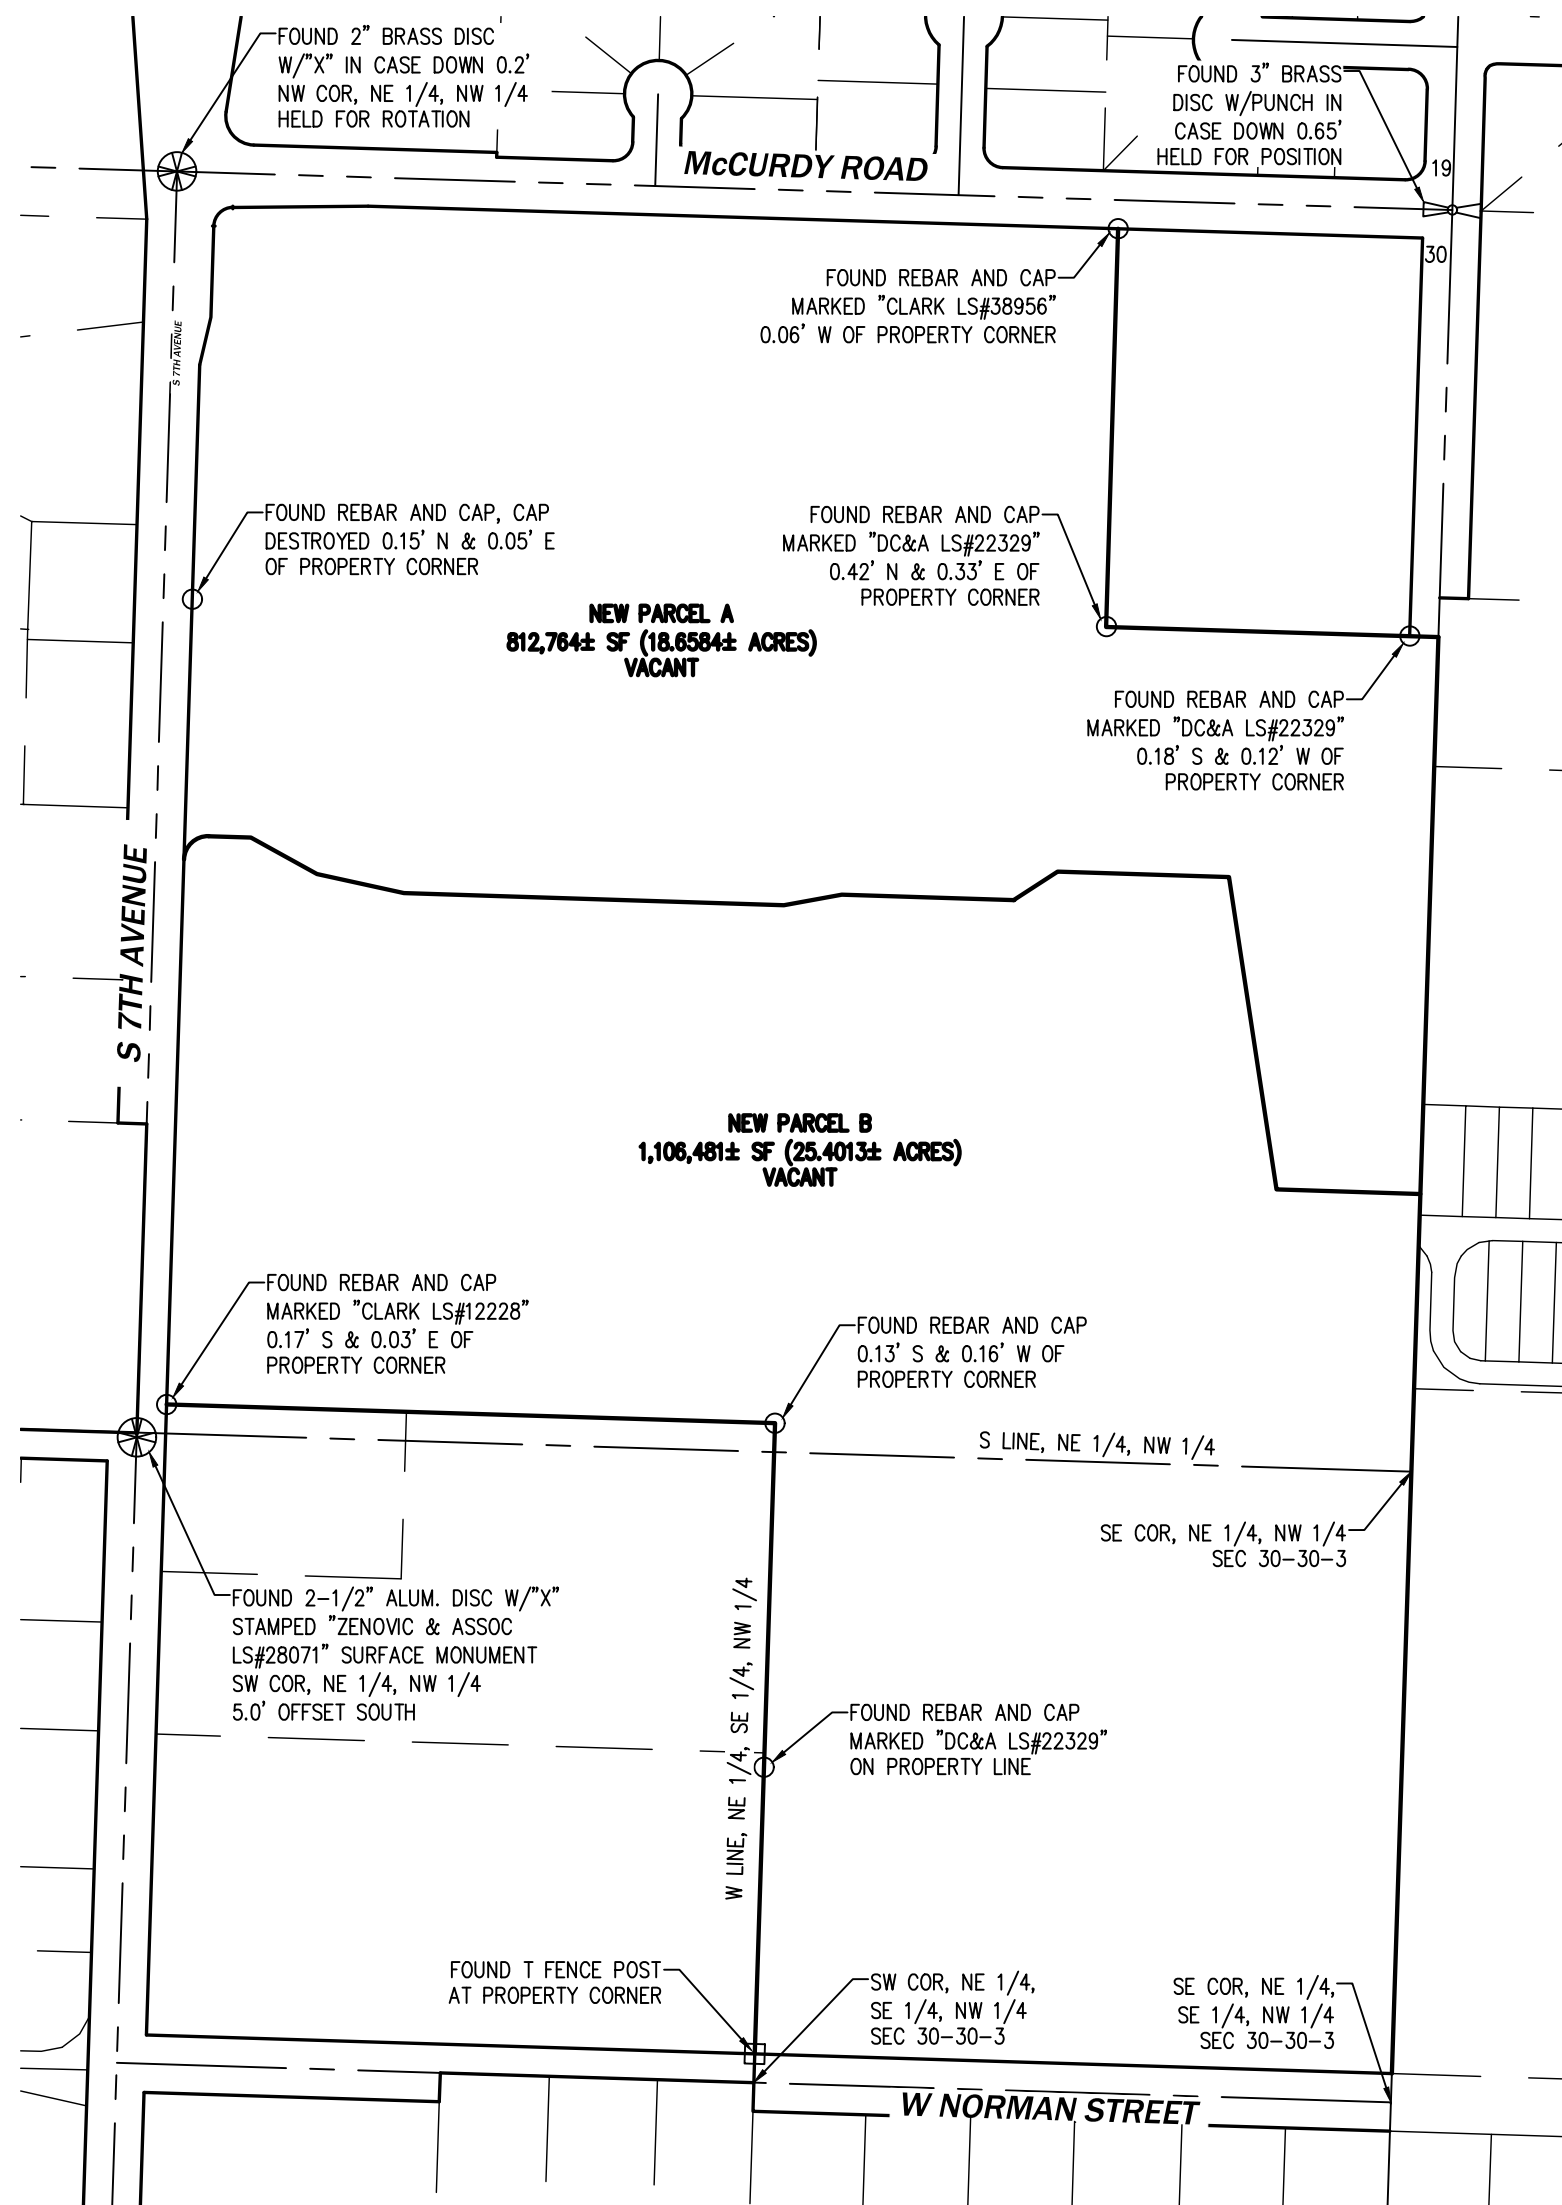 FOUND 2" BRASS DISC
W/"X" IN CASE DOWN 0.2'
NW COR, NE 1/4, NW 1/4
HELD FOR ROTATION
FOUND 3" BRASS
DISC W/PUNCH IN
CASE DOWN 0.65'
HELD FOR POSITION
McCURDY ROAD
19
30
FOUND REBAR AND CAP
MARKED "CLARK LS#38956"
0.06' W OF PROPERTY CORNER
S 7TH AVENUE
FOUND REBAR AND CAP, CAP
DESTROYED 0.15' N & 0.05' E
OF PROPERTY CORNER
FOUND REBAR AND CAP
MARKED "DC&A LS#22329"
0.42' N & 0.33' E OF
PROPERTY CORNER
NEW PARCEL A
812,764± SF (18.6584± ACRES)
VACANT
FOUND REBAR AND CAP
MARKED "DC&A LS#22329"
0.18' S & 0.12' W OF
PROPERTY CORNER
S 7TH AVENUE
NEW PARCEL B
1,106,481± SF (25.4013± ACRES)
VACANT
FOUND REBAR AND CAP
MARKED "CLARK LS#12228"
0.17' S & 0.03' E OF
PROPERTY CORNER
FOUND REBAR AND CAP
0.13' S & 0.16' W OF
PROPERTY CORNER
S LINE, NE 1/4, NW 1/4
SE COR, NE 1/4, NW 1/4
SEC 30-30-3
FOUND 2-1/2" ALUM. DISC W/"X"
STAMPED "ZENOVIC & ASSOC
LS#28071" SURFACE MONUMENT
SW COR, NE 1/4, NW 1/4
5.0' OFFSET SOUTH
W LINE, NE 1/4, SE 1/4, NW 1/4
FOUND REBAR AND CAP
MARKED "DC&A LS#22329"
ON PROPERTY LINE
FOUND T FENCE POST
AT PROPERTY CORNER
SW COR, NE 1/4,
SE 1/4, NW 1/4
SEC 30-30-3
SE COR, NE 1/4,
SE 1/4, NW 1/4
SEC 30-30-3
W NORMAN STREET